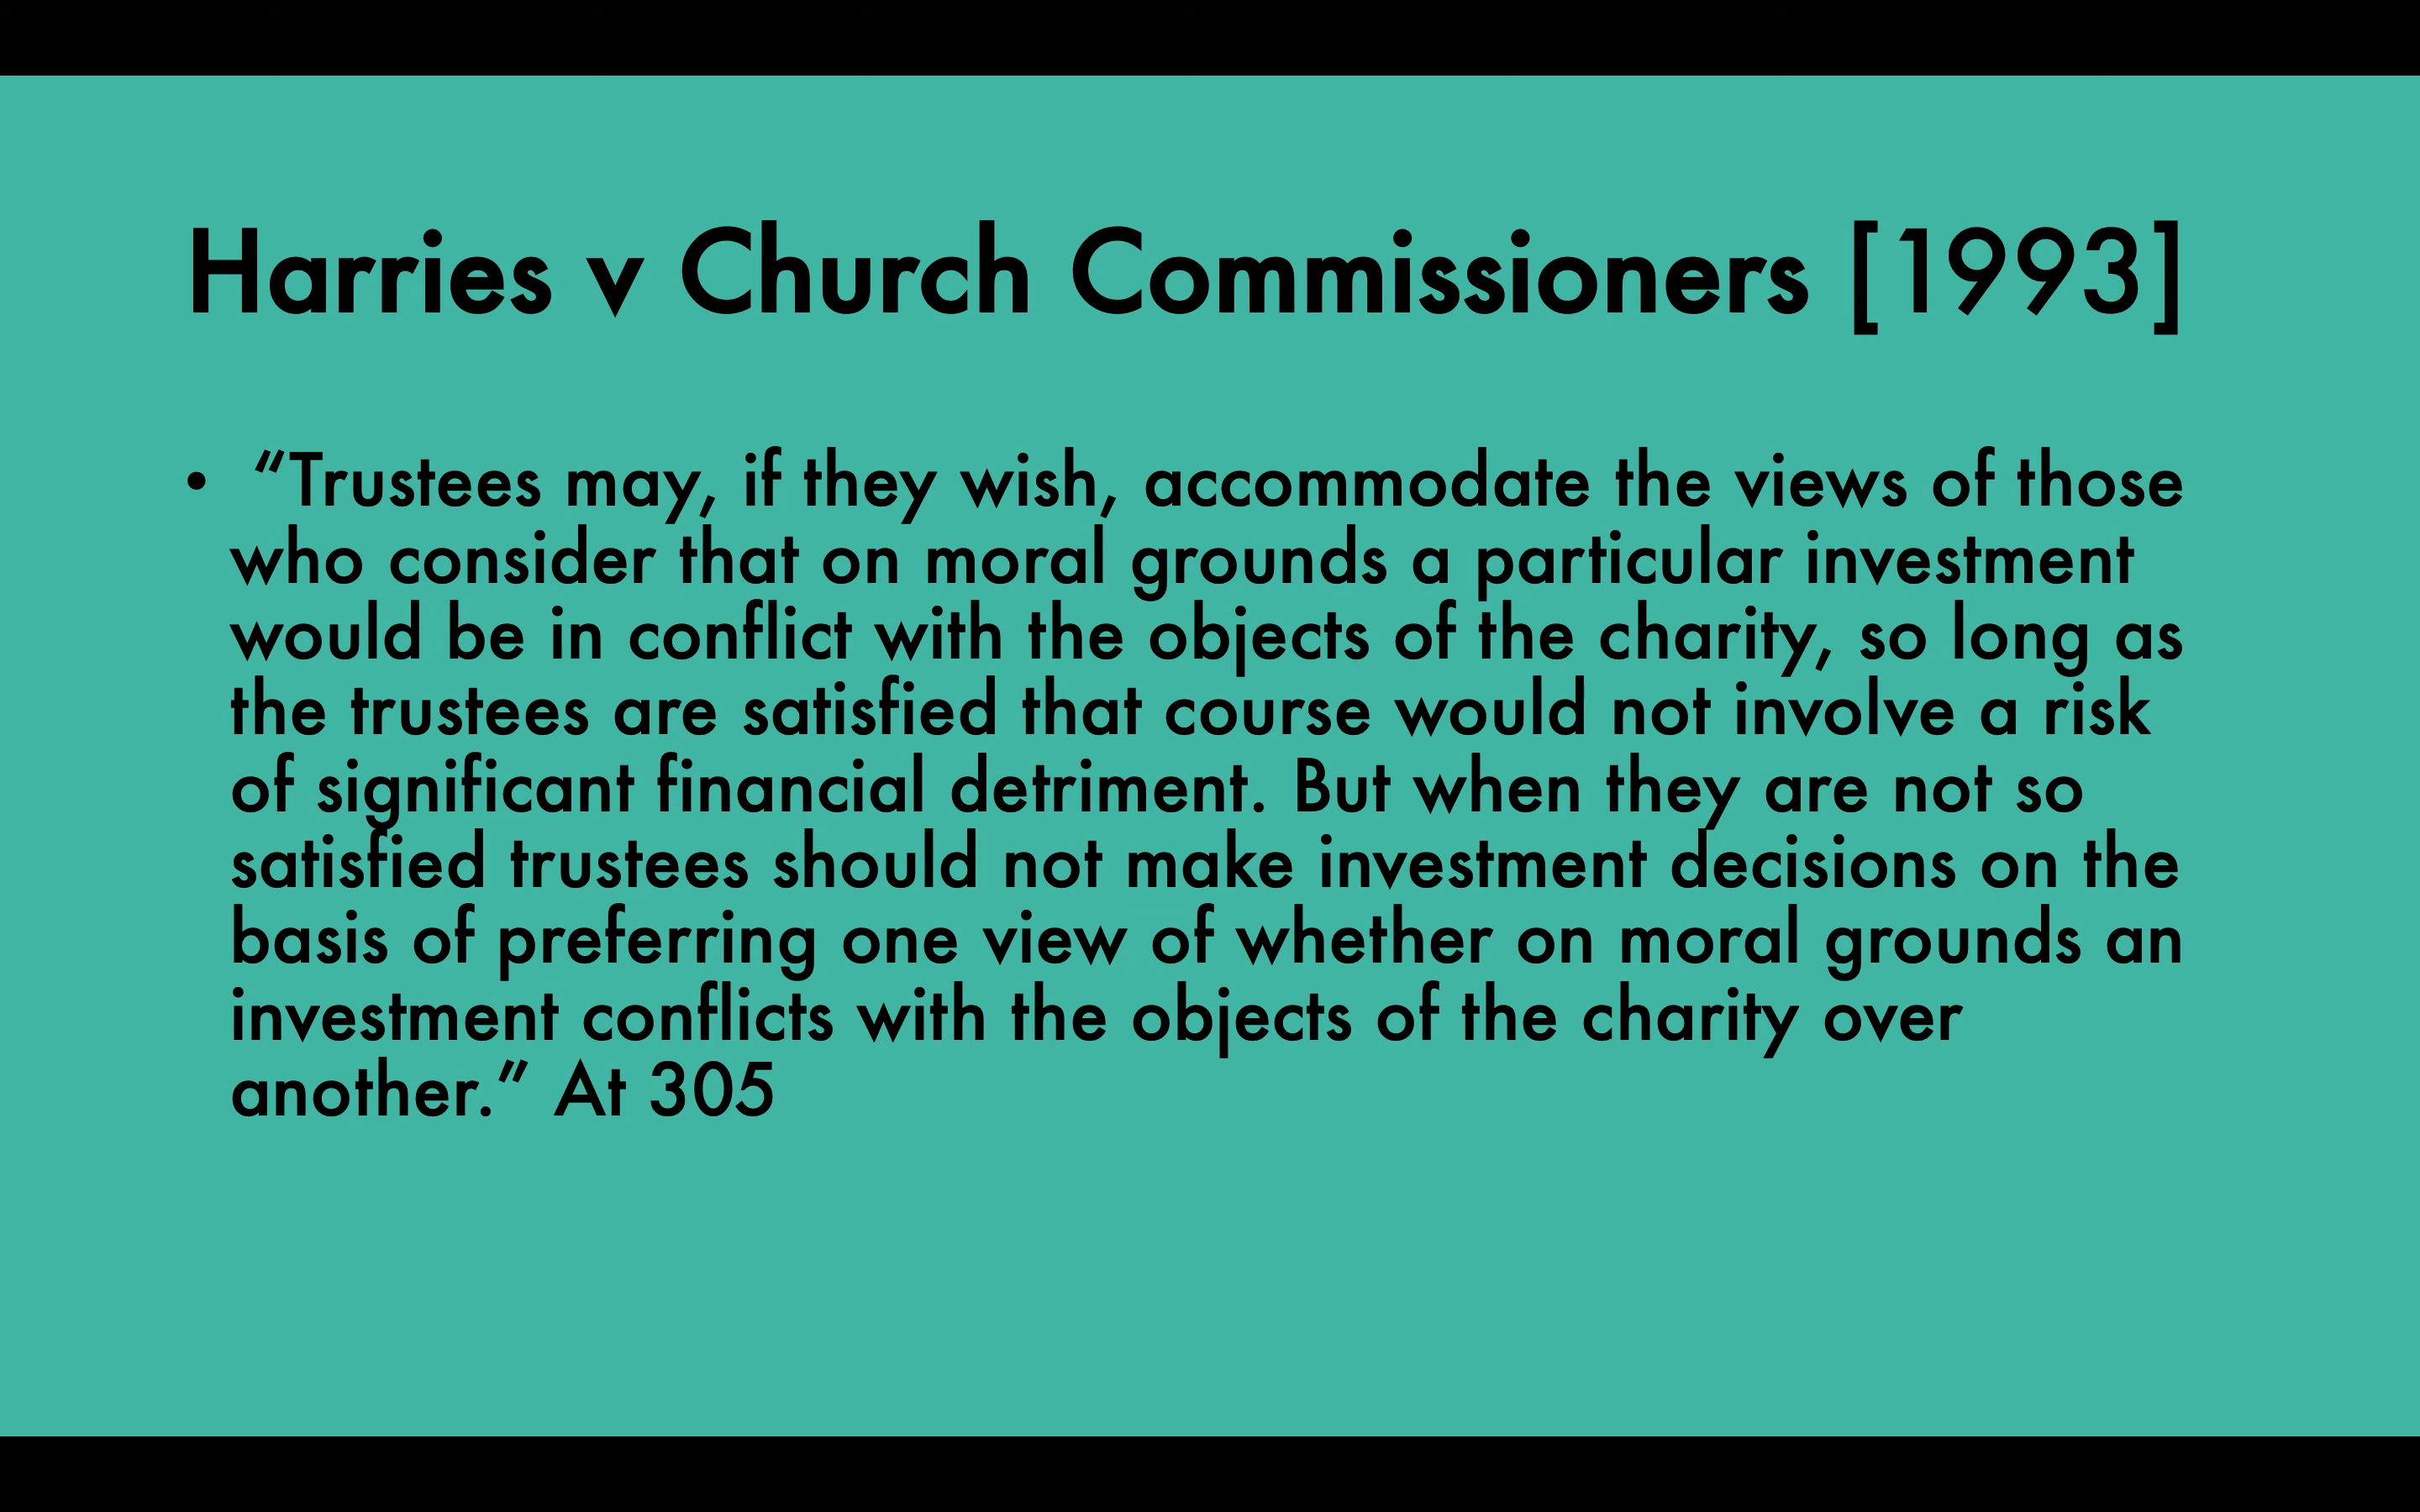 Harries v Church Commissioners [1993]
• “Trustees may, if they wish, accommodate the views of those
who consider that on moral grounds a particular investment
would be in conflict with the objects of the charity, so long as
the trustees are satisfied that course would not involve a risk
of significant financial detriment. But when they are not so
satisfied trustees should not make investment decisions on the
basis of preferring one view of whether on moral grounds an
investment conflicts with the objects of the charity over
another.” At 305